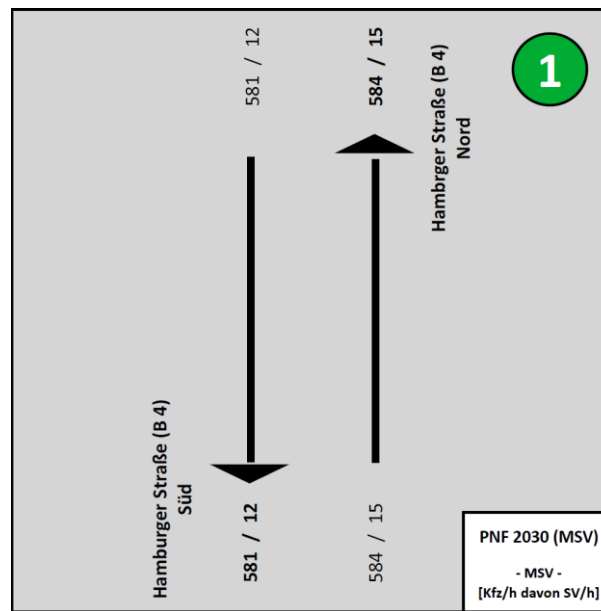 581 / 12
584 / 15
1
Hambrger Straße (B 4)
Nord
Hamburger Straße (B 4)
Süd
581 / 12
584 / 15
PNF 2030 (MSV)
- MSV -
[Kfz/h davon SV/h]